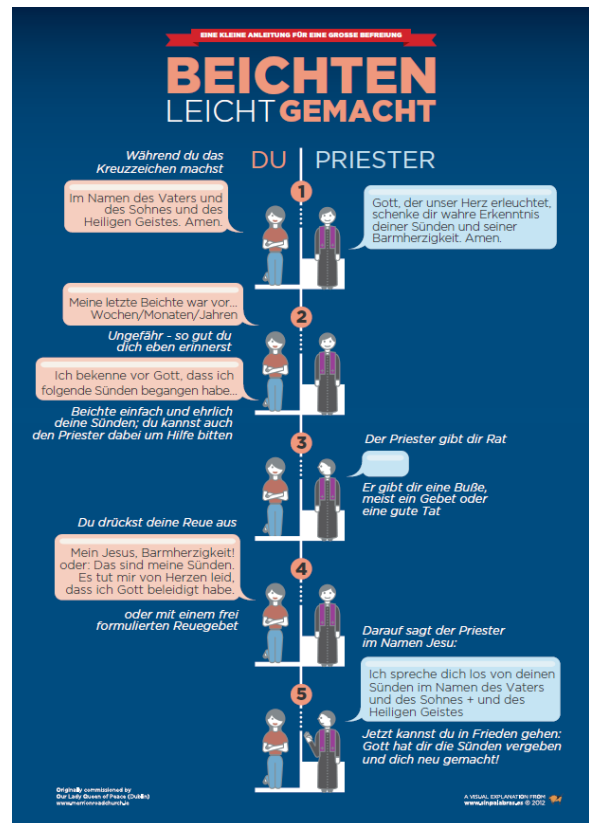 EINE KLEINE ANLEITUNG FÜR EINE GROSSE BEFREIUNG
BEICHTEN
LEICHT GEMACHT
DU
PRIESTER
Während du das
Kreuzzeichen machst
1
Im Namen des Vaters und
des Sohnes und des
Heiligen Geistes. Amen.
Gott, der unser Herz erleuchtet,
schenke dir wahre Erkenntnis
deiner Sünden und seiner
Barmherzigkeit. Amen.
Meine letzte Beichte war vor...
Wochen/Monaten/Jahren
2
Ungefähr - so gut du
dich eben erinnerst
Ich bekenne vor Gott, dass ich
folgende Sünden begangen habe...
Beichte einfach und ehrlich
deine Sünden; du kannst auch
den Priester dabei um Hilfe bitten
3
Der Priester gibt dir Rat
Er gibt dir eine Buße,
meist ein Gebet oder
eine gute Tat
Du drückst deine Reue aus
Mein Jesus, Barmherzigkeit!
oder: Das sind meine Sünden.
Es tut mir von Herzen leid,
dass ich Gott beleidigt habe.
4
oder mit einem frei
formulierten Reuegebet
Darauf sagt der Priester
im Namen Jesu:
5
Ich spreche dich los von deinen
Sünden im Namen des Vaters
und des Sohnes + und des
Heiligen Geistes
Jetzt kannst du in Frieden gehen:
Gott hat dir die Sünden vergeben
und dich neu gemacht!
Originally commissioned by
Our Lady Queen of Peace (Dublin)
www.merrionroadchurch.ie
A VISUAL EXPLANATION FROM
www.sinpalabras.es © 2012